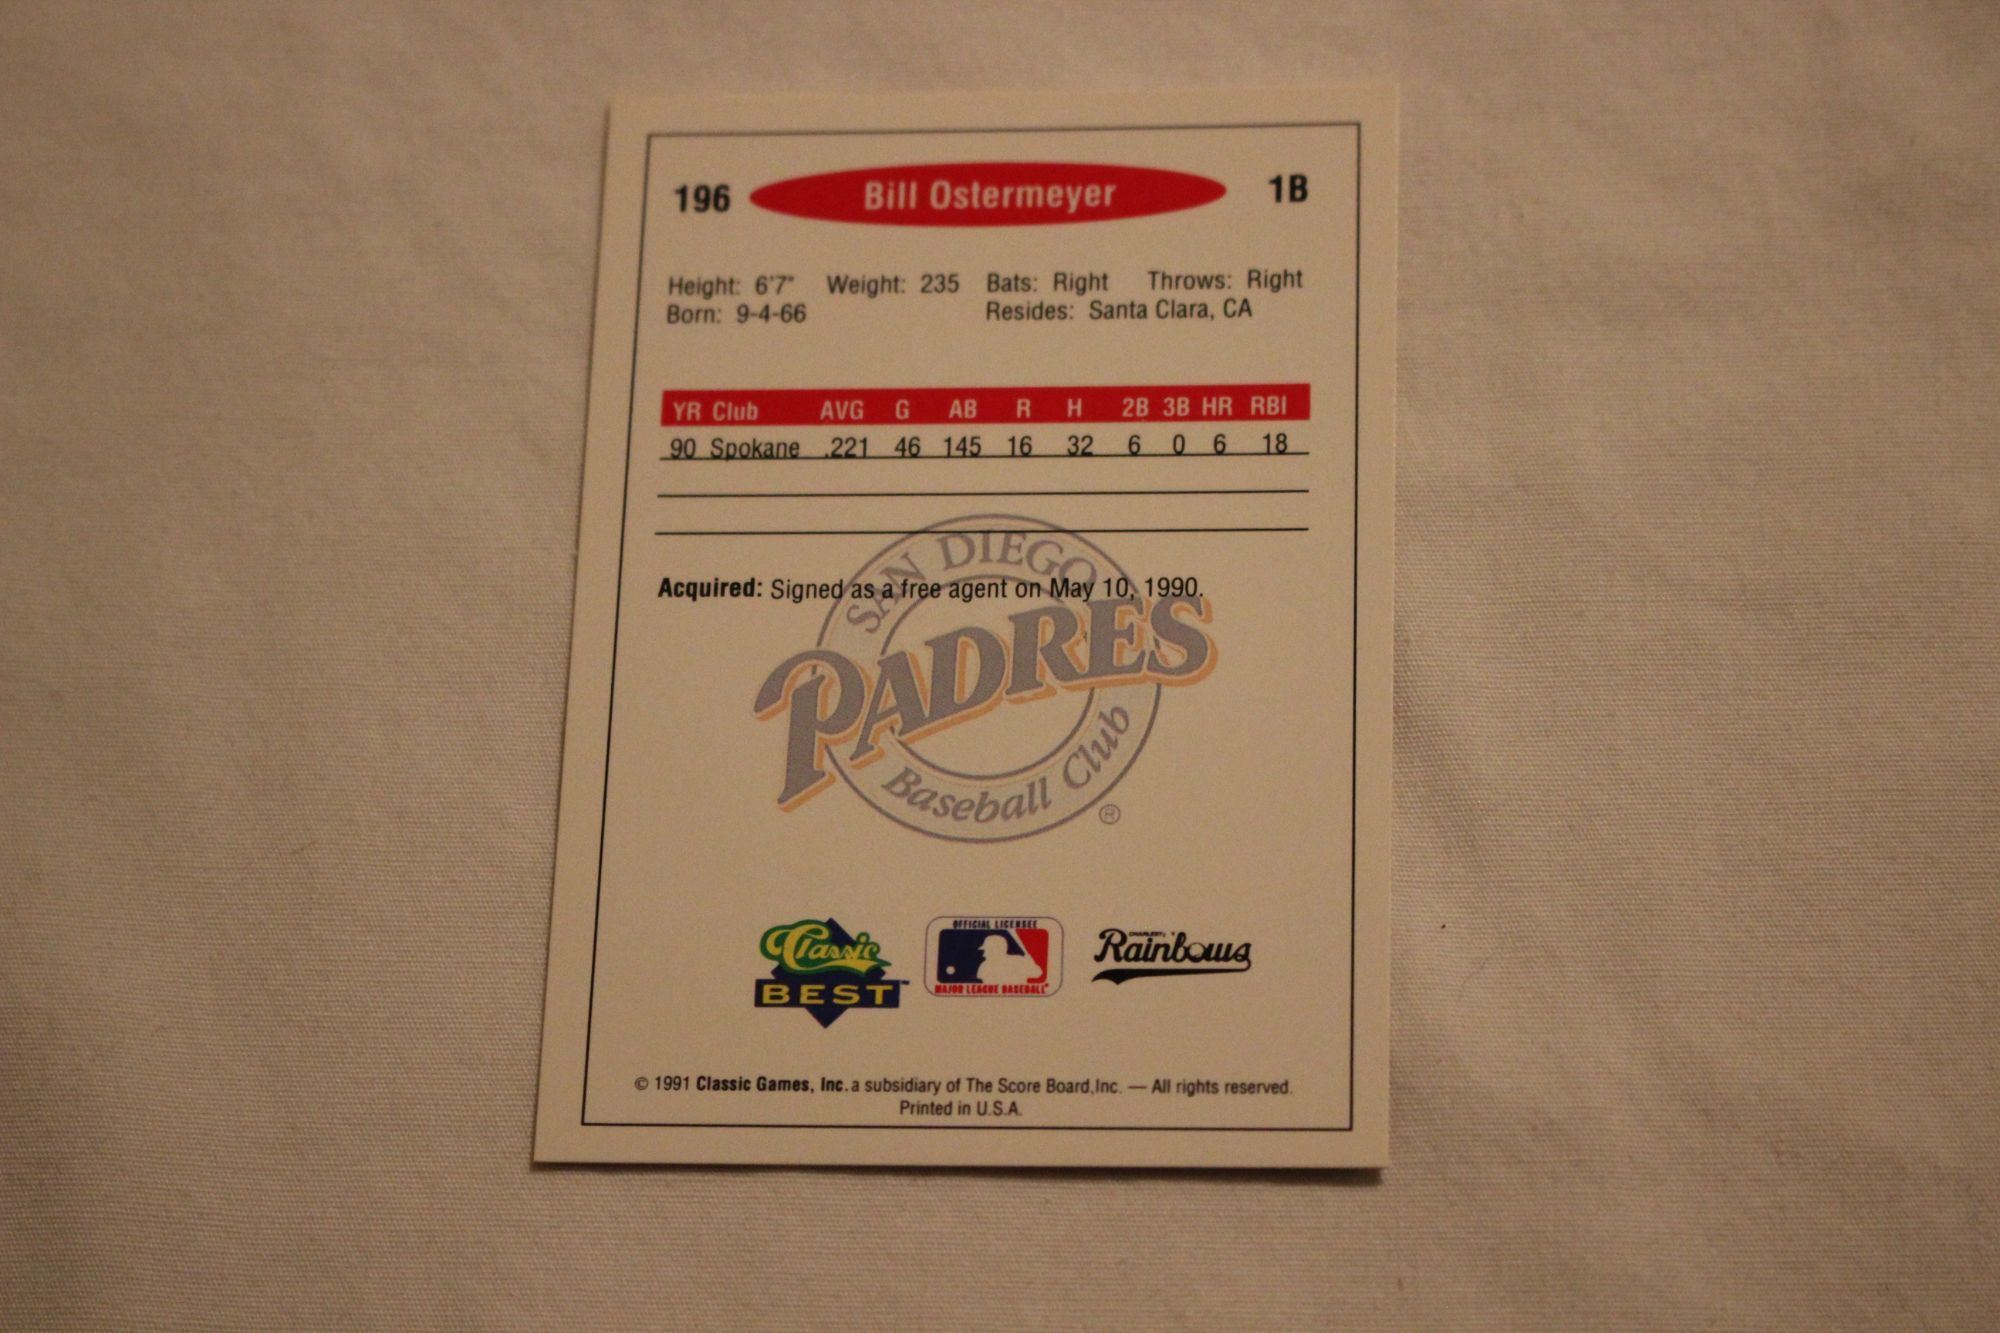 196 Bill Ostermeyer 1B
Height: 6'7" Weight: 235 Bats: Right Throws: Right
Born: 9-4-66 Resides: Santa Clara, CA
YR Club AVG G AB R H 2B 3B HR RBI
90 Spokane .221 46 145 16 32 6 0 6 18
SAN DIEGO
Acquired: Signed as a free agent on May 10, 1990.
PADRES
Baseball Club ®
Classic
BEST™
OFFICIAL LICENSEE
MAJOR LEAGUE BASEBALL
Rainbows
© 1991 Classic Games, Inc. a subsidiary of The Score Board, Inc. — All rights reserved.
Printed in U.S.A.